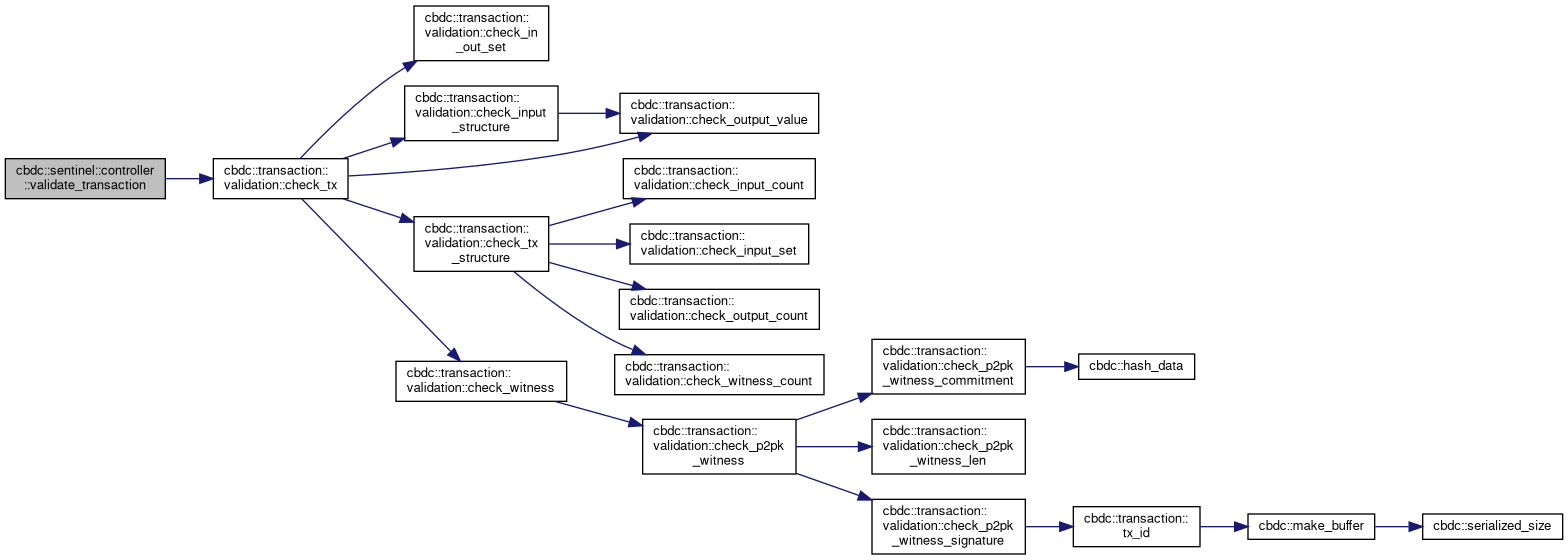 cbdc::sentinel::controller
::validate_transaction
cbdc::transaction::
validation::check_tx
cbdc::transaction::
validation::check_in
_out_set
cbdc::transaction::
validation::check_input
_structure
cbdc::transaction::
validation::check_output_value
cbdc::transaction::
validation::check_tx
_structure
cbdc::transaction::
validation::check_input_count
cbdc::transaction::
validation::check_input_set
cbdc::transaction::
validation::check_output_count
cbdc::transaction::
validation::check_witness_count
cbdc::transaction::
validation::check_witness
cbdc::transaction::
validation::check_p2pk
_witness
cbdc::transaction::
validation::check_p2pk
_witness_commitment
cbdc::hash_data
cbdc::transaction::
validation::check_p2pk
_witness_len
cbdc::transaction::
validation::check_p2pk
_witness_signature
cbdc::transaction::
tx_id
cbdc::make_buffer
cbdc::serialized_size